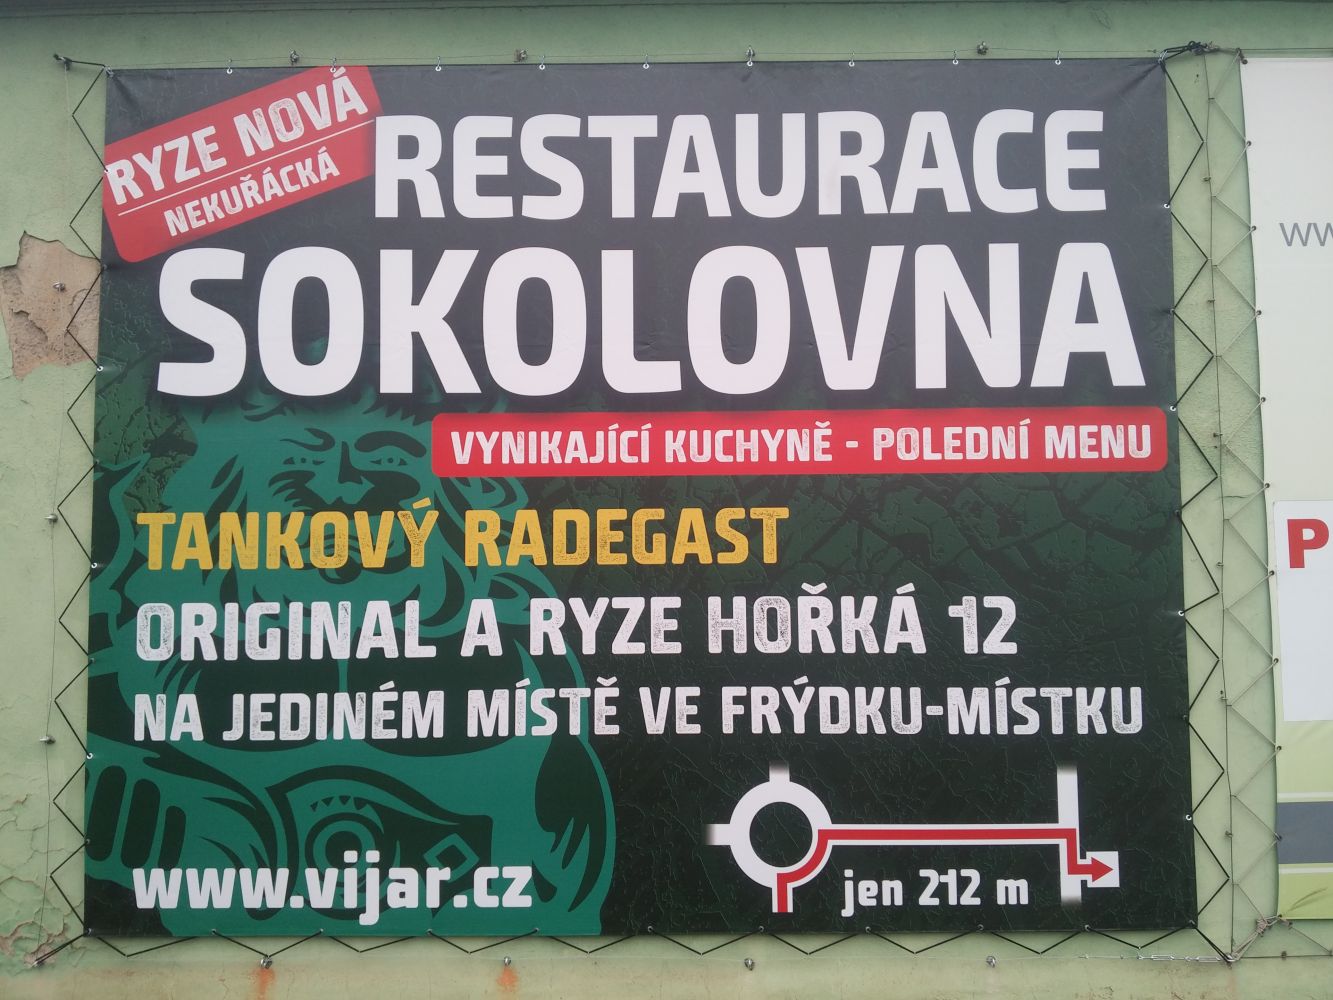 RYZE NOVÁ
NEKUŘÁCKÁ
RESTAURACE
SOKOLOVNA
VYNIKAJÍCÍ KUCHYNĚ - POLEDNÍ MENU
TANKOVÝ RADEGAST
ORIGINAL A RYZE HOŘKÁ 12
NA JEDINÉM MÍSTĚ VE FRÝDKU-MÍSTKU
www.vijar.cz
jen 212 m